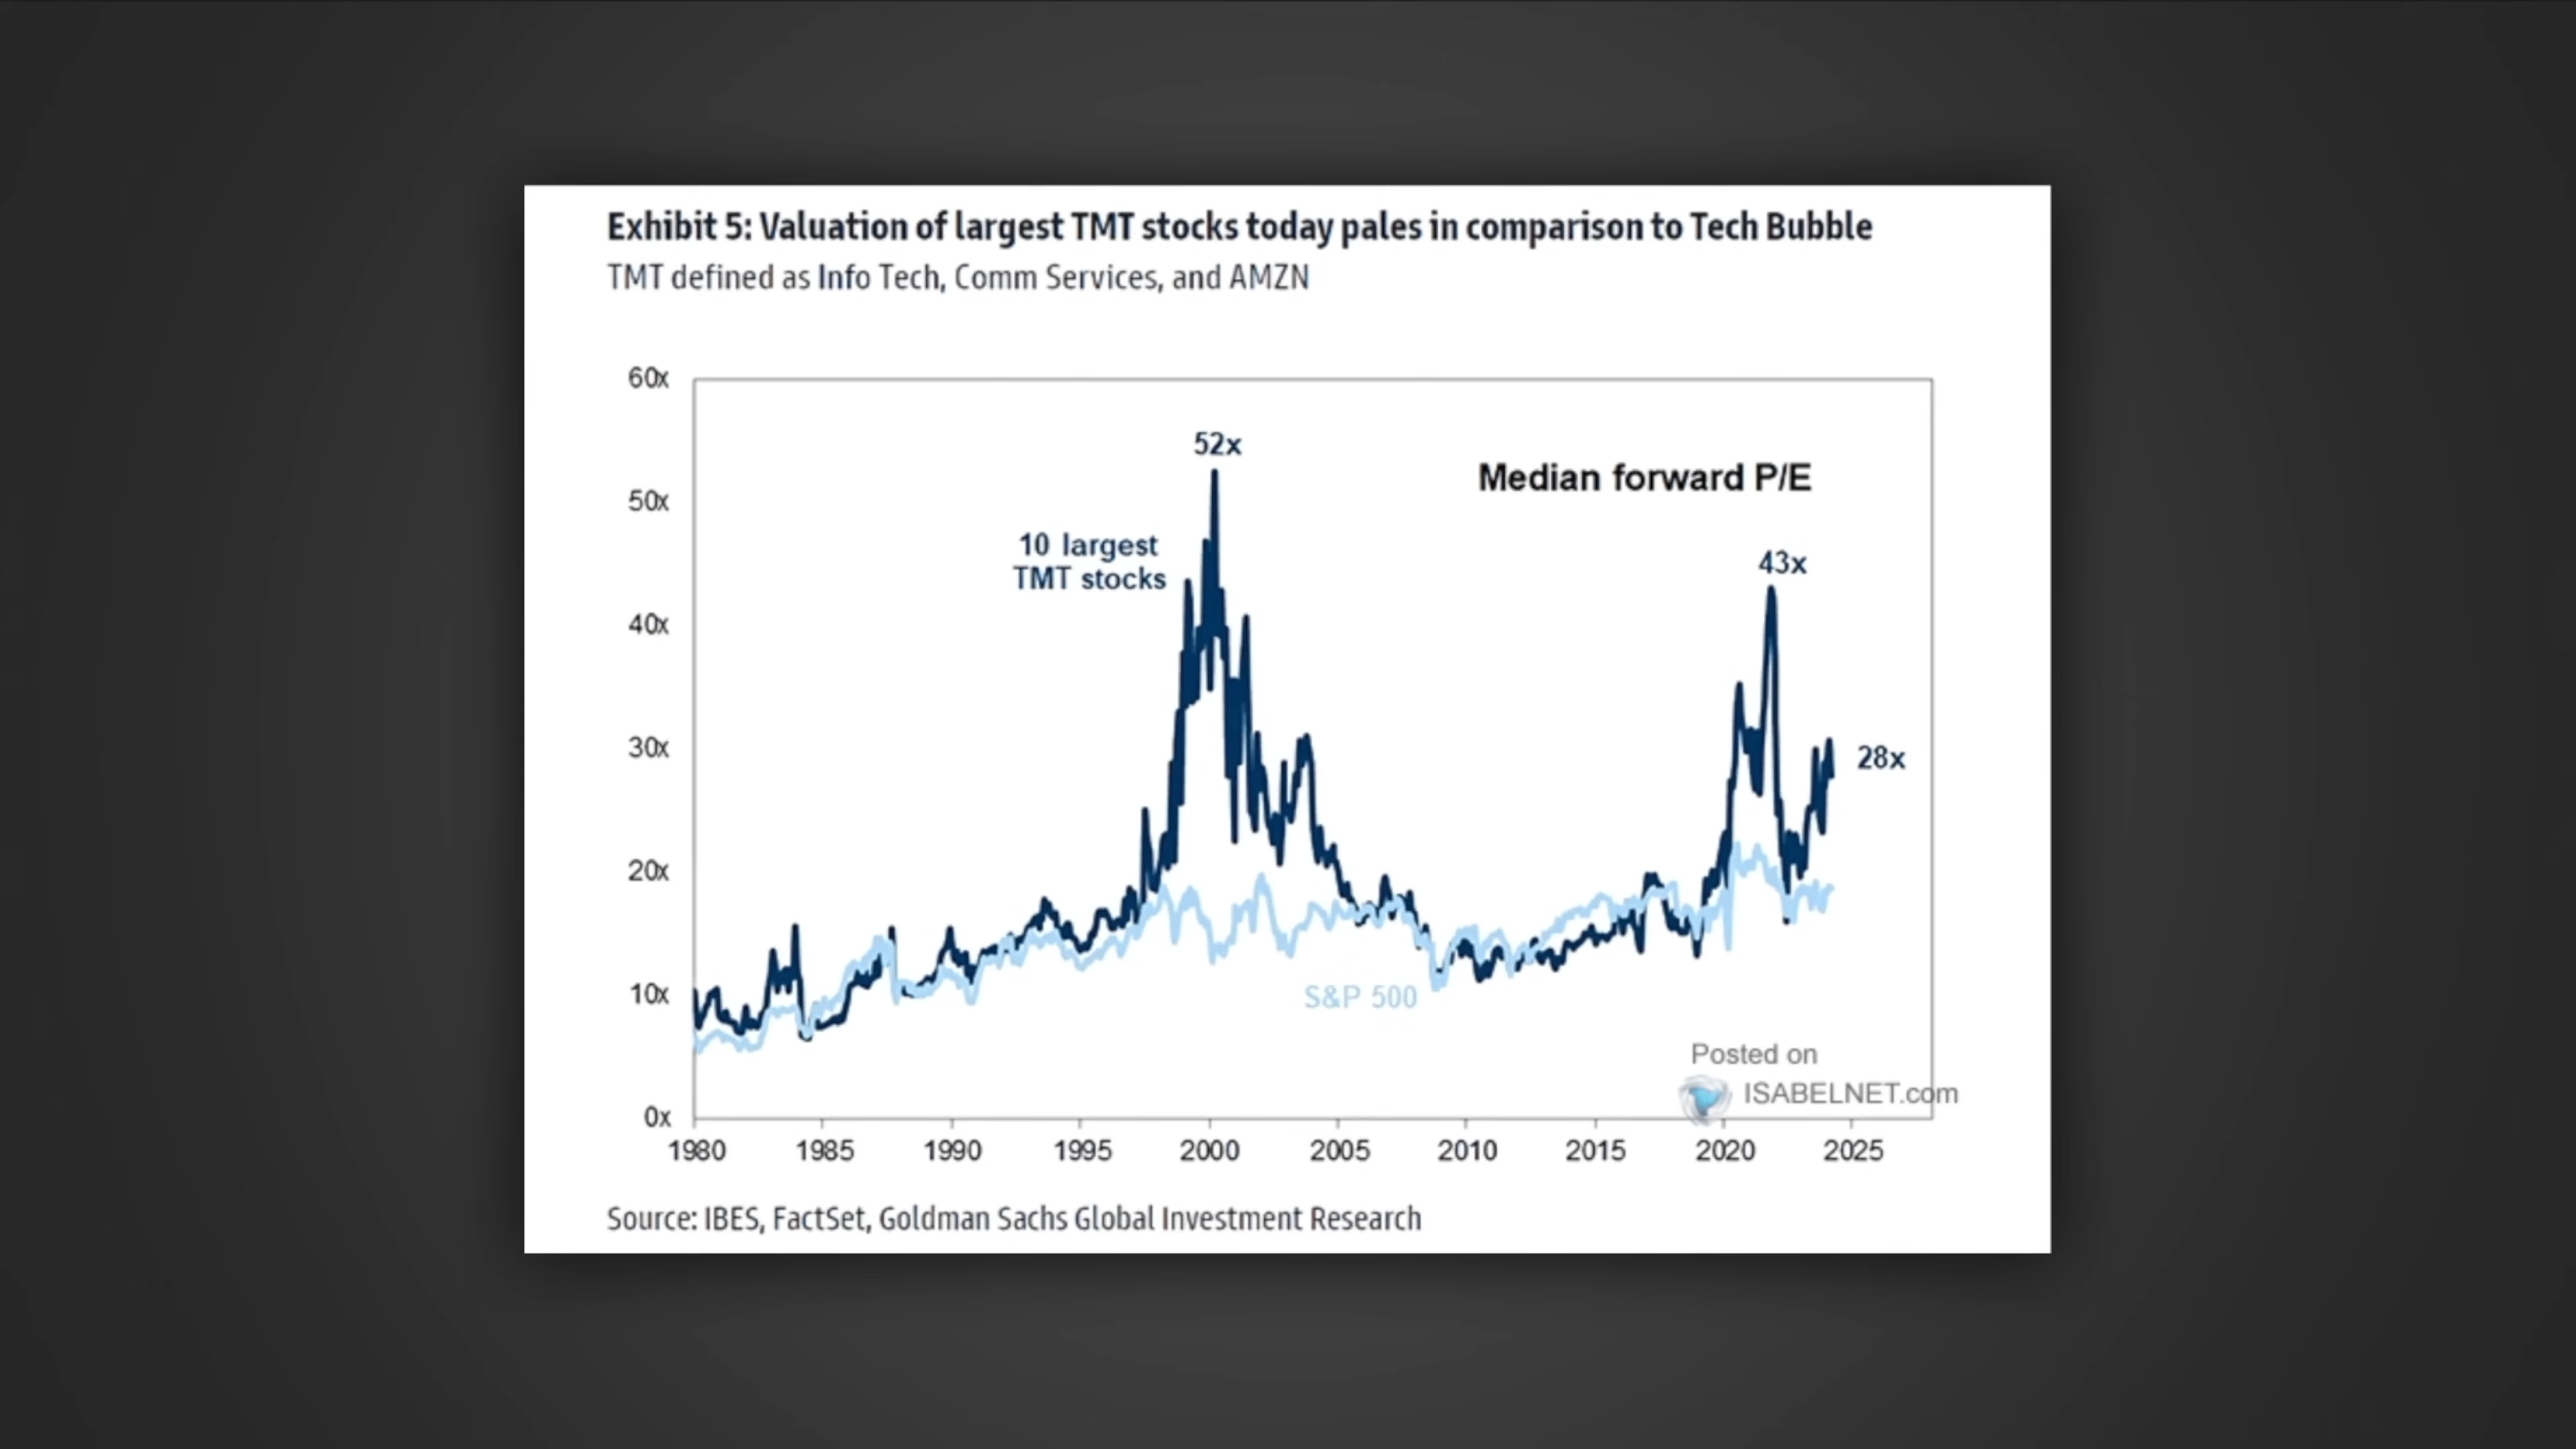 Exhibit 5: Valuation of largest TMT stocks today pales in comparison to Tech Bubble
TMT defined as Info Tech, Comm Services, and AMZN
60x
52x
Median forward P/E
50x
10 largest
TMT stocks
43x
40x
30x
28x
20x
10x
S&P 500
Posted on
ISABELNET.com
0x
1980 1985 1990 1995 2000 2005 2010 2015 2020 2025
Source: IBES, FactSet, Goldman Sachs Global Investment Research